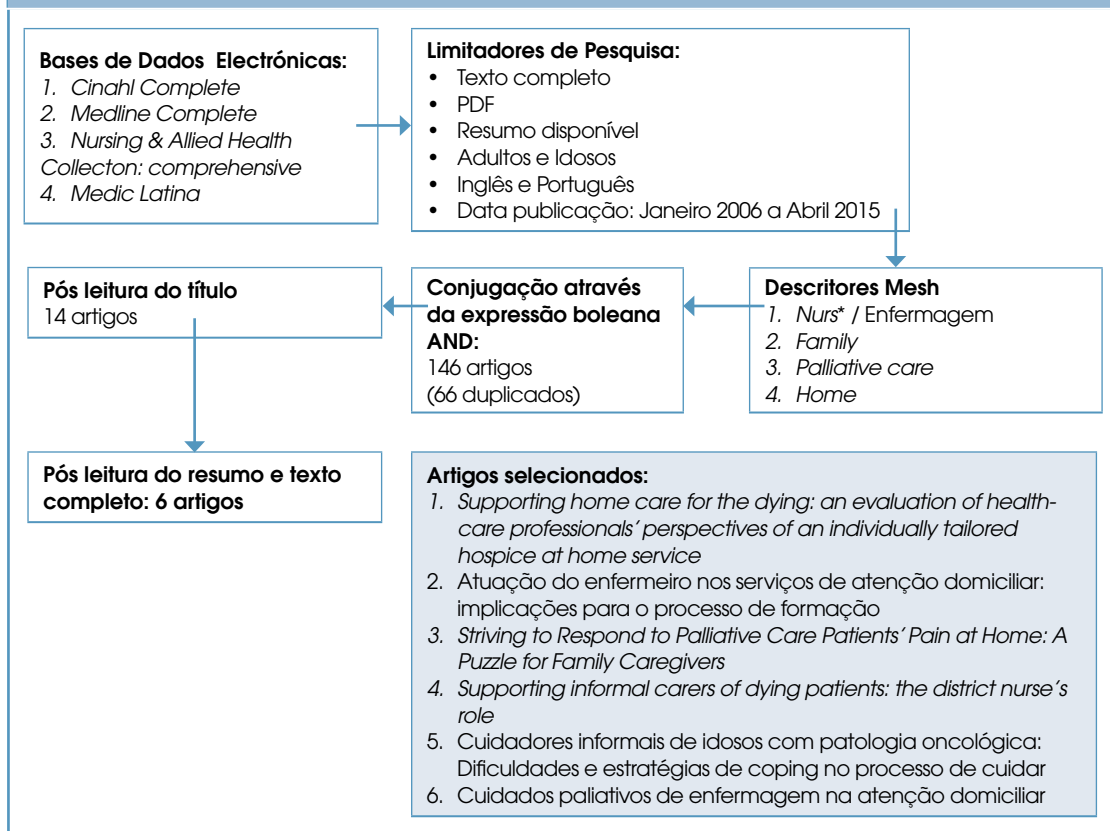 Bases de Dados Electrónicas:
1. Cinahl Complete
2. Medline Complete
3. Nursing & Allied Health
Collecton: comprehensive
4. Medic Latina
Limitadores de Pesquisa:
• Texto completo
• PDF
• Resumo disponível
• Adultos e Idosos
• Inglês e Português
• Data publicação: Janeiro 2006 a Abril 2015
Descritores Mesh
1. Nurs* / Enfermagem
2. Family
3. Palliative care
4. Home
Conjugação através
da expressão boleana
AND:
146 artigos
(66 duplicados)
Pós leitura do título
14 artigos
Pós leitura do resumo e texto
completo: 6 artigos
Artigos selecionados:
1. Supporting home care for the dying: an evaluation of health-
care professionals’ perspectives of an individually tailored
hospice at home service
2. Atuação do enfermeiro nos serviços de atenção domiciliar:
implicações para o processo de formação
3. Striving to Respond to Palliative Care Patients’ Pain at Home: A
Puzzle for Family Caregivers
4. Supporting informal carers of dying patients: the district nurse’s
role
5. Cuidadores informais de idosos com patologia oncológica:
Dificuldades e estratégias de coping no processo de cuidar
6. Cuidados paliativos de enfermagem na atenção domiciliar